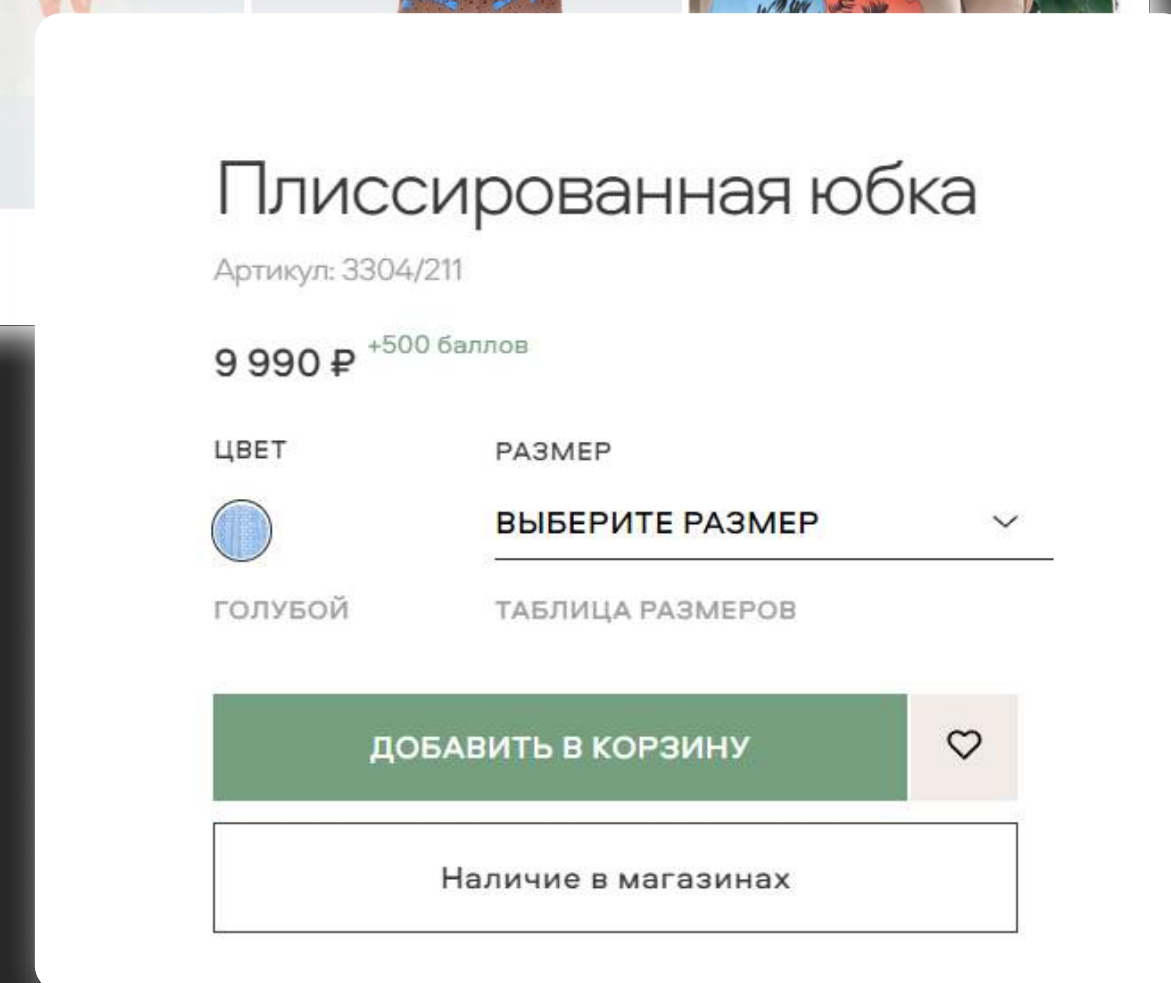 Плиссированная юбка
Артикул: 3304/211
9 990 ₽ +500 баллов
ЦВЕТ
РАЗМЕР
ВЫБЕРИТЕ РАЗМЕР
ГОЛУБОЙ
ТАБЛИЦА РАЗМЕРОВ
ДОБАВИТЬ В КОРЗИНУ
Наличие в магазинах